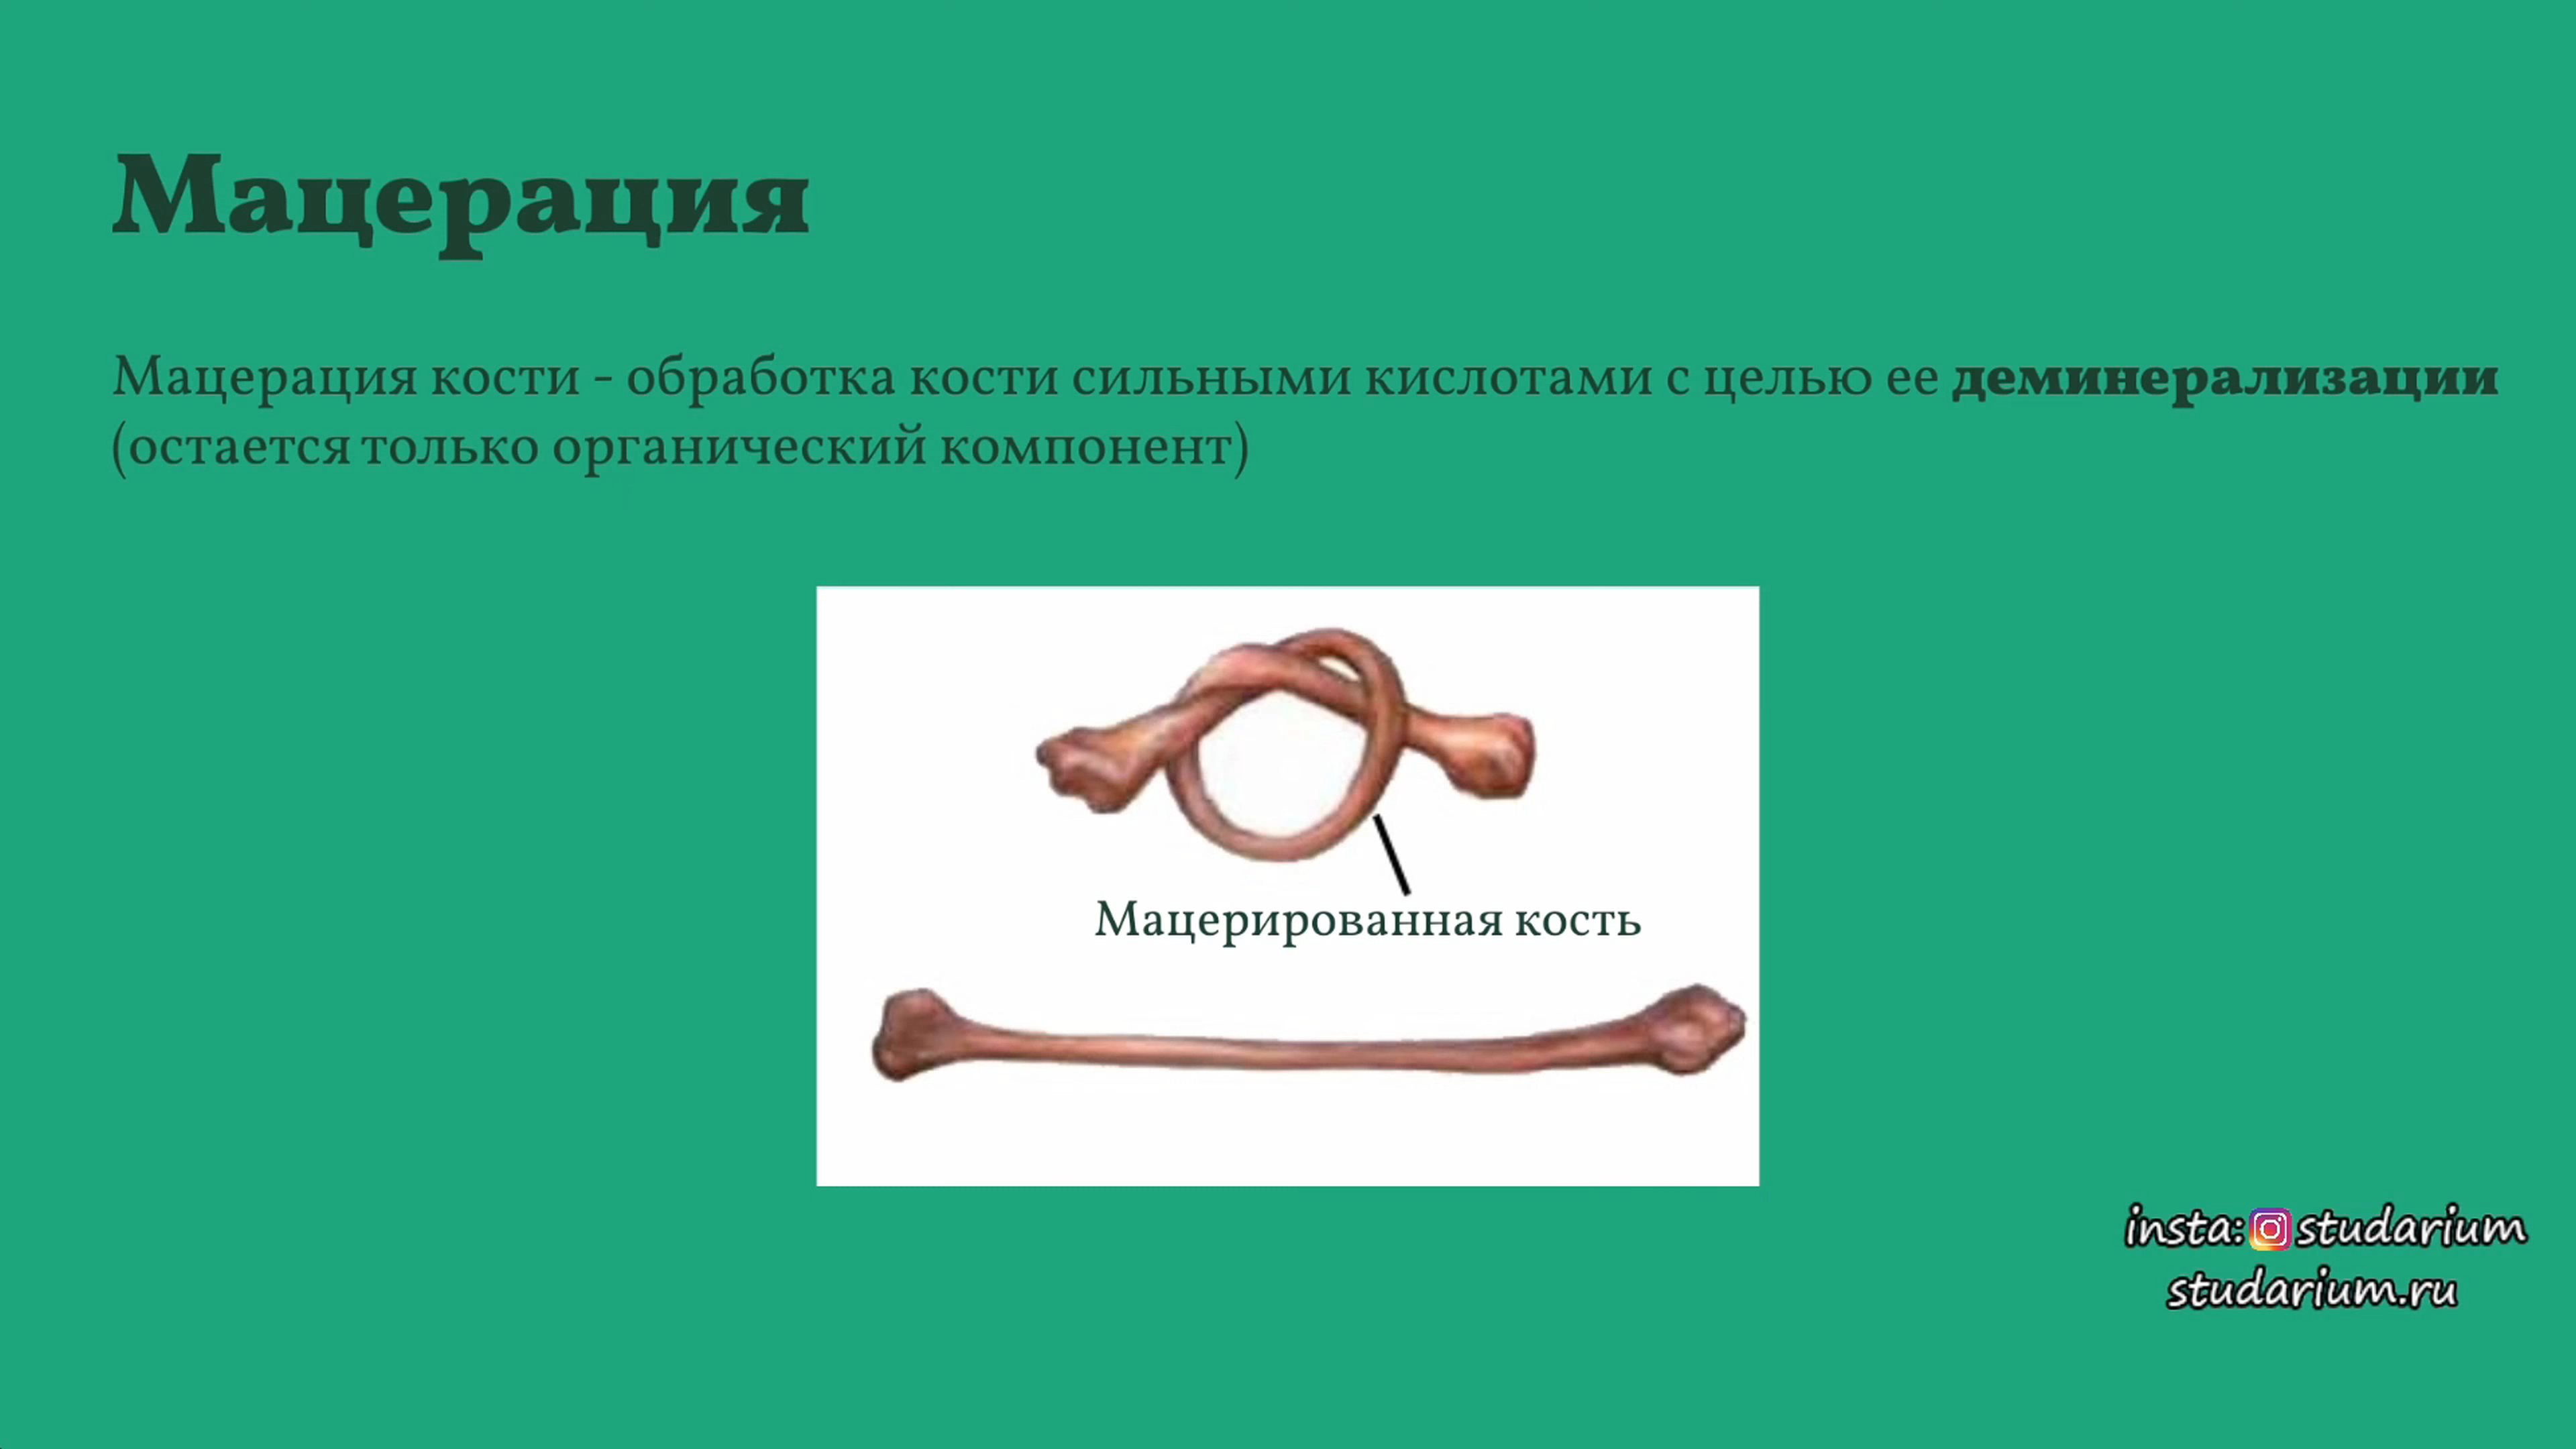 Мацерация
Мацерация кости - обработка кости сильными кислотами с целью ее деминерализации
(остается только органический компонент)
Мацерированная кость
insta: studarium
studarium.ru